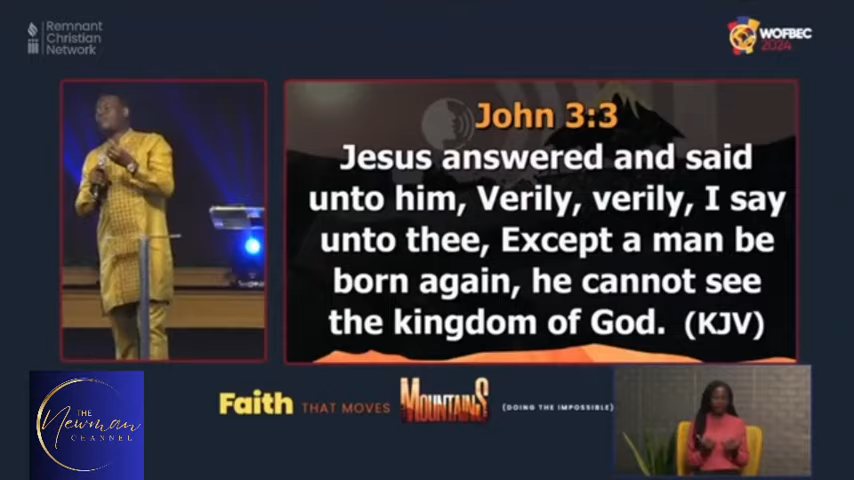 Remnant
Christian
Network
WOFBEC
2024
John 3:3
Jesus answered and said
unto him, Verily, verily, I say
unto thee, Except a man be
born again, he cannot see
the kingdom of God. (KJV)
Faith THAT MOVES MOUNTAINS (DOING THE IMPOSSIBLE)
THE
Newman
CHANNEL